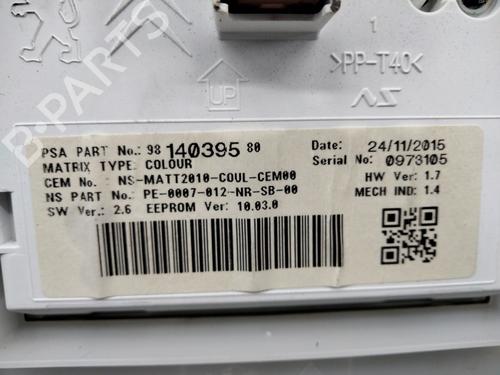 1
>PP-T40<
NS
UP
PSA PART No.: 98 140395 80
MATRIX TYPE: COLOUR
CEM No. : NS-MATT2010-COUL-CEM00
NS PART No.: PE-0007-012-NR-SB-00
SW Ver.: 2.6 EEPROM Ver: 10.03.0
Date: 24/11/2015
Serial No: 0973105
HW Ver: 1.7
MECH IND: 1.4
B-PARTS